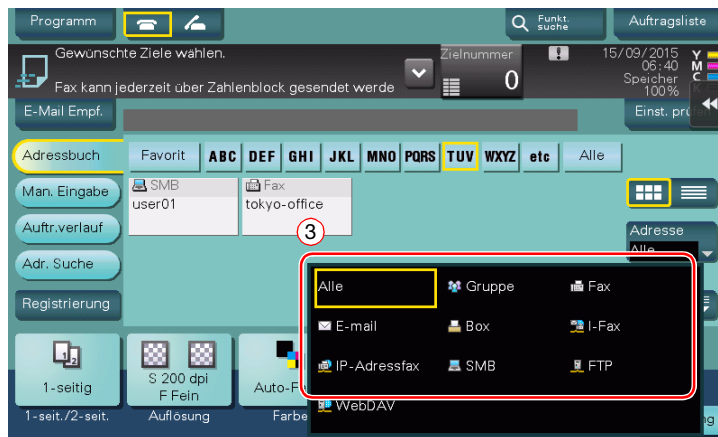 Programm
Funkt.
suche
Auftragsliste
Gewünschte Ziele wählen.
Fax kann jederzeit über Zahlenblock gesendet werde
Zielnummer
0
15/09/2015
06:40
Speicher
100%
Y
M
C
K
E-Mail Empf.
Adressbuch
Favorit ABC DEF GHI JKL MNO PQRS TUV WXYZ etc Alle
Man. Eingabe
SMB
user01
Fax
tokyo-office
Auftr.verlauf
3
Adresse
Alle
Adr. Suche
Registrierung
Alle Gruppe Fax
E-mail Box I-Fax
IP-Adressfax SMB FTP
WebDAV
1-seitig
S 200 dpi
F Fein
1-seit./2-seit.
Auflösung
Farbe